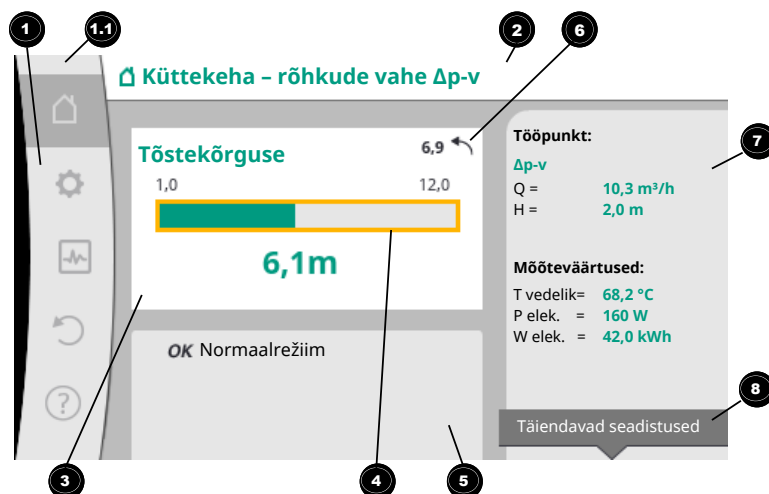 1
1.1
2
6
Küttekeha – rõhkude vahe Δp-v
Tõstekõrguse
6,9
1,0
12,0
6,1m
OK Normaalrežiim
Tööpunkt:
7
Δp-v
Q = 10,3 m³/h
H = 2,0 m
Mõõteväärtused:
T vedelik= 68,2 °C
P elek. = 160 W
W elek. = 42,0 kWh
8
Täiendavad seadistused
?
3
4
5